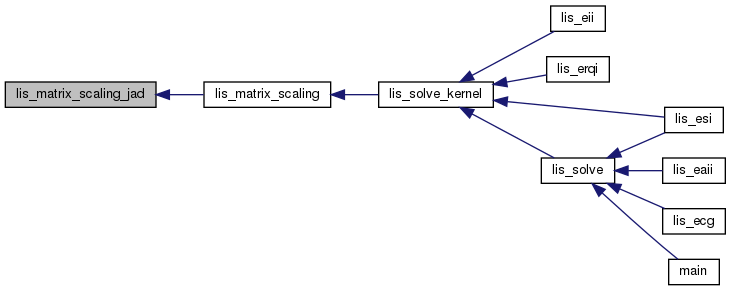 lis_eii
lis_erqi
lis_matrix_scaling_jad
lis_matrix_scaling
lis_solve_kernel
lis_esi
lis_solve
lis_eaii
lis_ecg
main